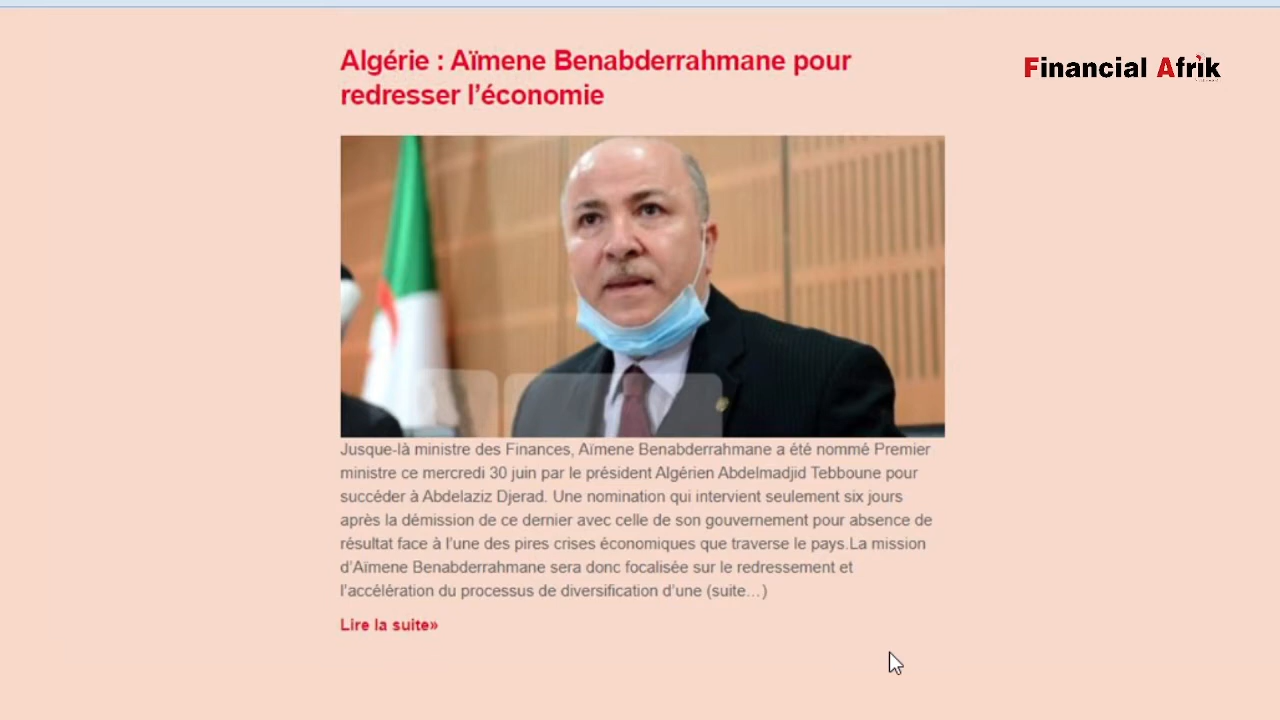 Algérie : Aïmene Benabderrahmane pour
redresser l’économie
Financial Afrik
Jusque-là ministre des Finances, Aïmene Benabderrahmane a été nommé Premier
ministre ce mercredi 30 juin par le président Algérien Abdelmadjid Tebboune pour
succéder à Abdelaziz Djerad. Une nomination qui intervient seulement six jours
après la démission de ce dernier avec celle de son gouvernement pour absence de
résultat face à l’une des pires crises économiques que traverse le pays.La mission
d’Aïmene Benabderrahmane sera donc focalisée sur le redressement et
l’accélération du processus de diversification d’une (suite…)
Lire la suite»